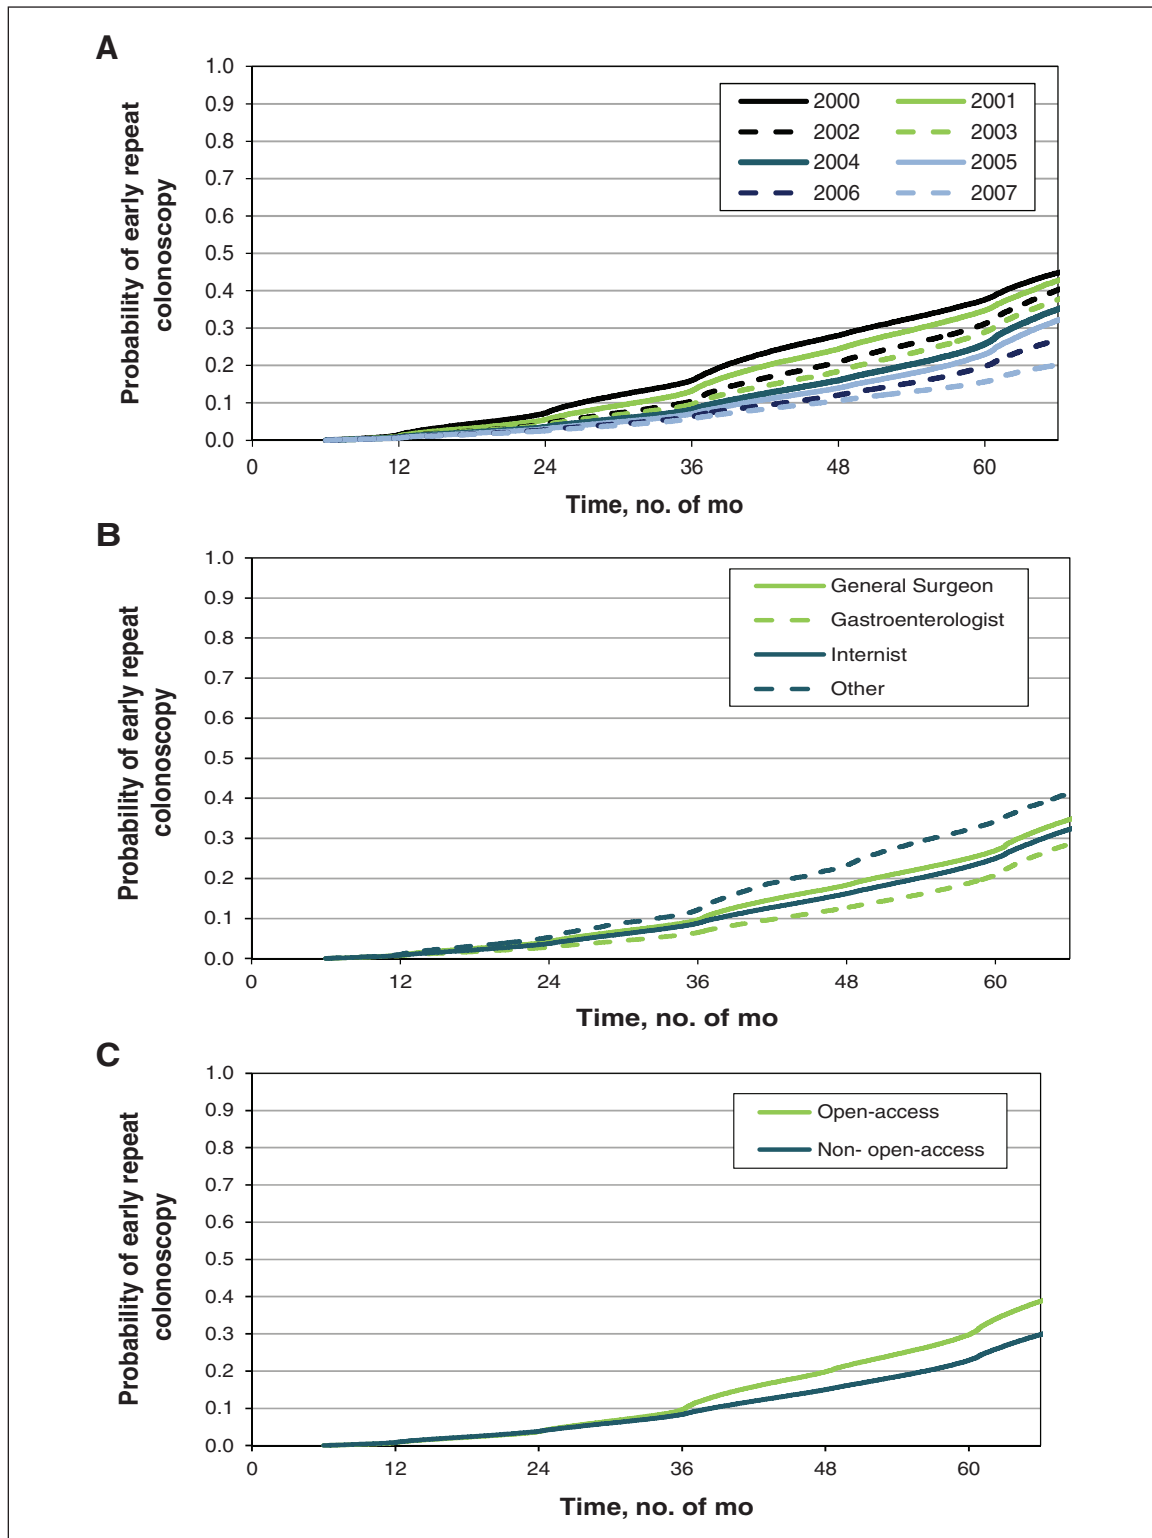 A
Probability of early repeat
colonoscopy
1.0
0.9
0.8
0.7
0.6
0.5
0.4
0.3
0.2
0.1
0.0
2000 2001
2002 2003
2004 2005
2006 2007
0 12 24 36 48 60
Time, no. of mo
B
Probability of early repeat
colonoscopy
1.0
0.9
0.8
0.7
0.6
0.5
0.4
0.3
0.2
0.1
0.0
General Surgeon
Gastroenterologist
Internist
Other
0 12 24 36 48 60
Time, no. of mo
C
Probability of early repeat
colonoscopy
1.0
0.9
0.8
0.7
0.6
0.5
0.4
0.3
0.2
0.1
0.0
Open-access
Non- open-access
0 12 24 36 48 60
Time, no. of mo